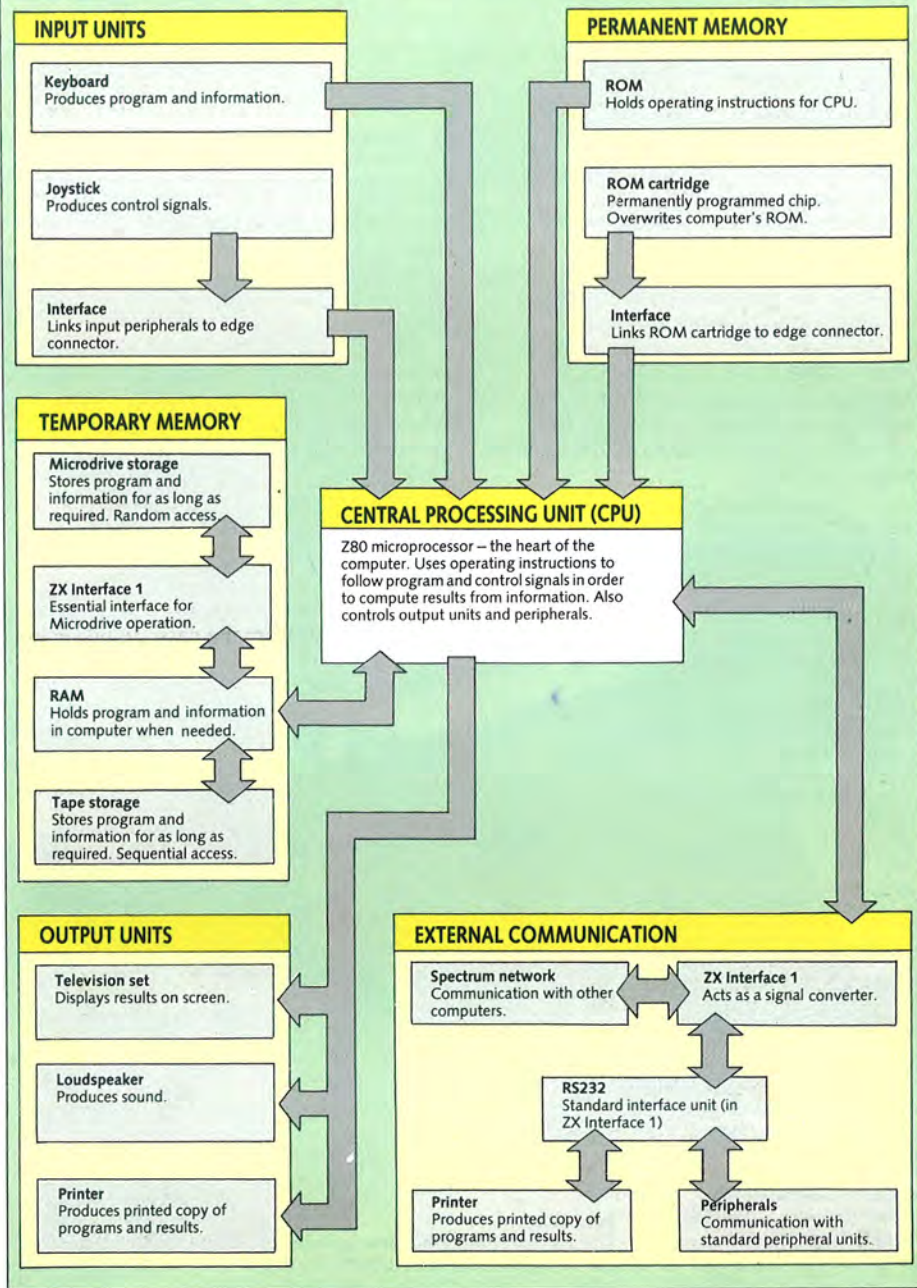 INPUT UNITS
Keyboard
Produces program and information.
Joystick
Produces control signals.
Interface
Links input peripherals to edge
connector.
PERMANENT MEMORY
ROM
Holds operating instructions for CPU.
ROM cartridge
Permanently programmed chip.
Overwrites computer's ROM.
Interface
Links ROM cartridge to edge connector.
TEMPORARY MEMORY
Microdrive storage
Stores program and
information for as long as
required. Random access.
ZX Interface 1
Essential interface for
Microdrive operation.
RAM
Holds program and information
in computer when needed.
Tape storage
Stores program and
information for as long as
required. Sequential access.
CENTRAL PROCESSING UNIT (CPU)
Z80 microprocessor – the heart of the
computer. Uses operating instructions to
follow program and control signals in order
to compute results from information. Also
controls output units and peripherals.
OUTPUT UNITS
Television set
Displays results on screen.
Loudspeaker
Produces sound.
Printer
Produces printed copy of
programs and results.
EXTERNAL COMMUNICATION
Spectrum network
Communication with other
computers.
ZX Interface 1
Acts as a signal converter.
RS232
Standard interface unit (in
ZX Interface 1)
Printer
Produces printed copy of
programs and results.
Peripherals
Communication with
standard peripheral units.